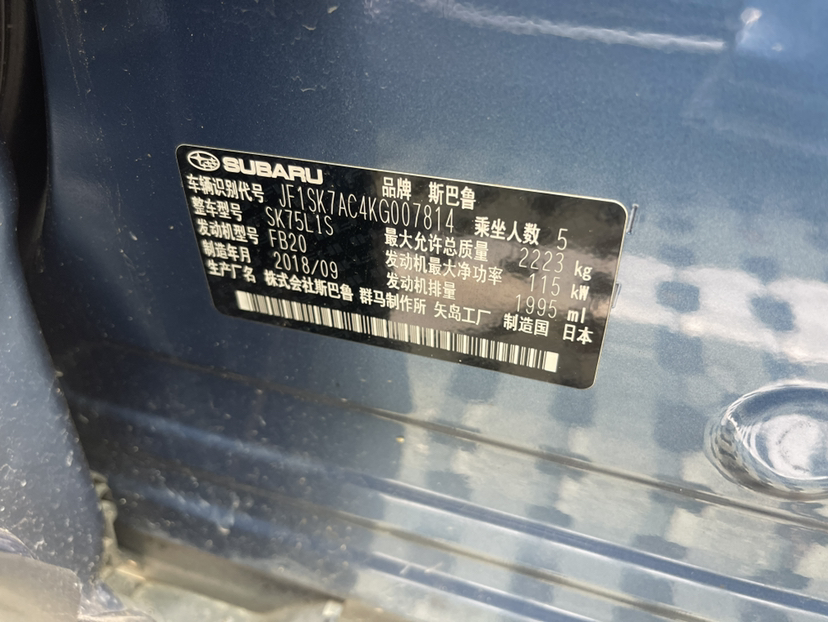 SUBARU 品牌 斯巴鲁
车辆识别代号 JF1SK7AC4KG007814 乘坐人数 5
整车型号 SK75L1S 最大允许总质量 2223 kg
发动机型号 FB20 发动机最大净功率 115 kW
制造年月 2018/09 发动机排量 1995 ml
生产厂名 株式会社斯巴鲁 群马制作所 矢岛工厂 制造国 日本